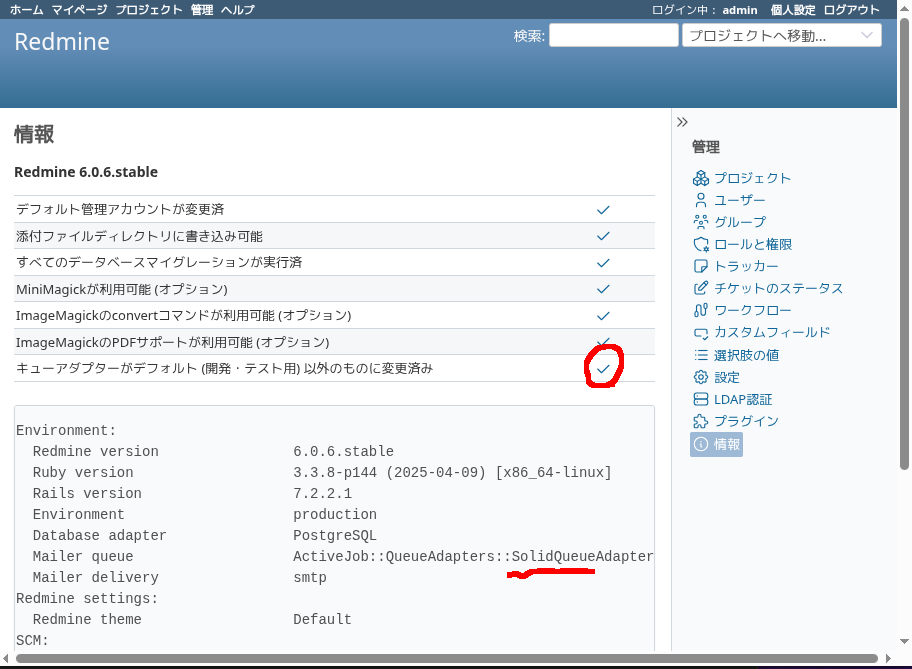 ホーム マイページ プロジェクト 管理 ヘルプ ログイン中： admin 個人設定 ログアウト
Redmine 検索: プロジェクトへ移動...
情報
Redmine 6.0.6.stable
デフォルト管理アカウントが変更済
添付ファイルディレクトリに書き込み可能
すべてのデータベースマイグレーションが実行済
MiniMagickが利用可能 (オプション)
ImageMagickのconvertコマンドが利用可能 (オプション)
ImageMagickのPDFサポートが利用可能 (オプション)
キューアダプターがデフォルト (開発・テスト用) 以外のものに変更済み
Environment:
Redmine version 6.0.6.stable
Ruby version 3.3.8-p144 (2025-04-09) [x86_64-linux]
Rails version 7.2.2.1
Environment production
Database adapter PostgreSQL
Mailer queue ActiveJob::QueueAdapters::SolidQueueAdapter
Mailer delivery smtp
Redmine settings:
Redmine theme Default
SCM:
管理
プロジェクト
ユーザー
グループ
ロールと権限
トラッカー
チケットのステータス
ワークフロー
カスタムフィールド
選択肢の値
設定
LDAP認証
プラグイン
情報